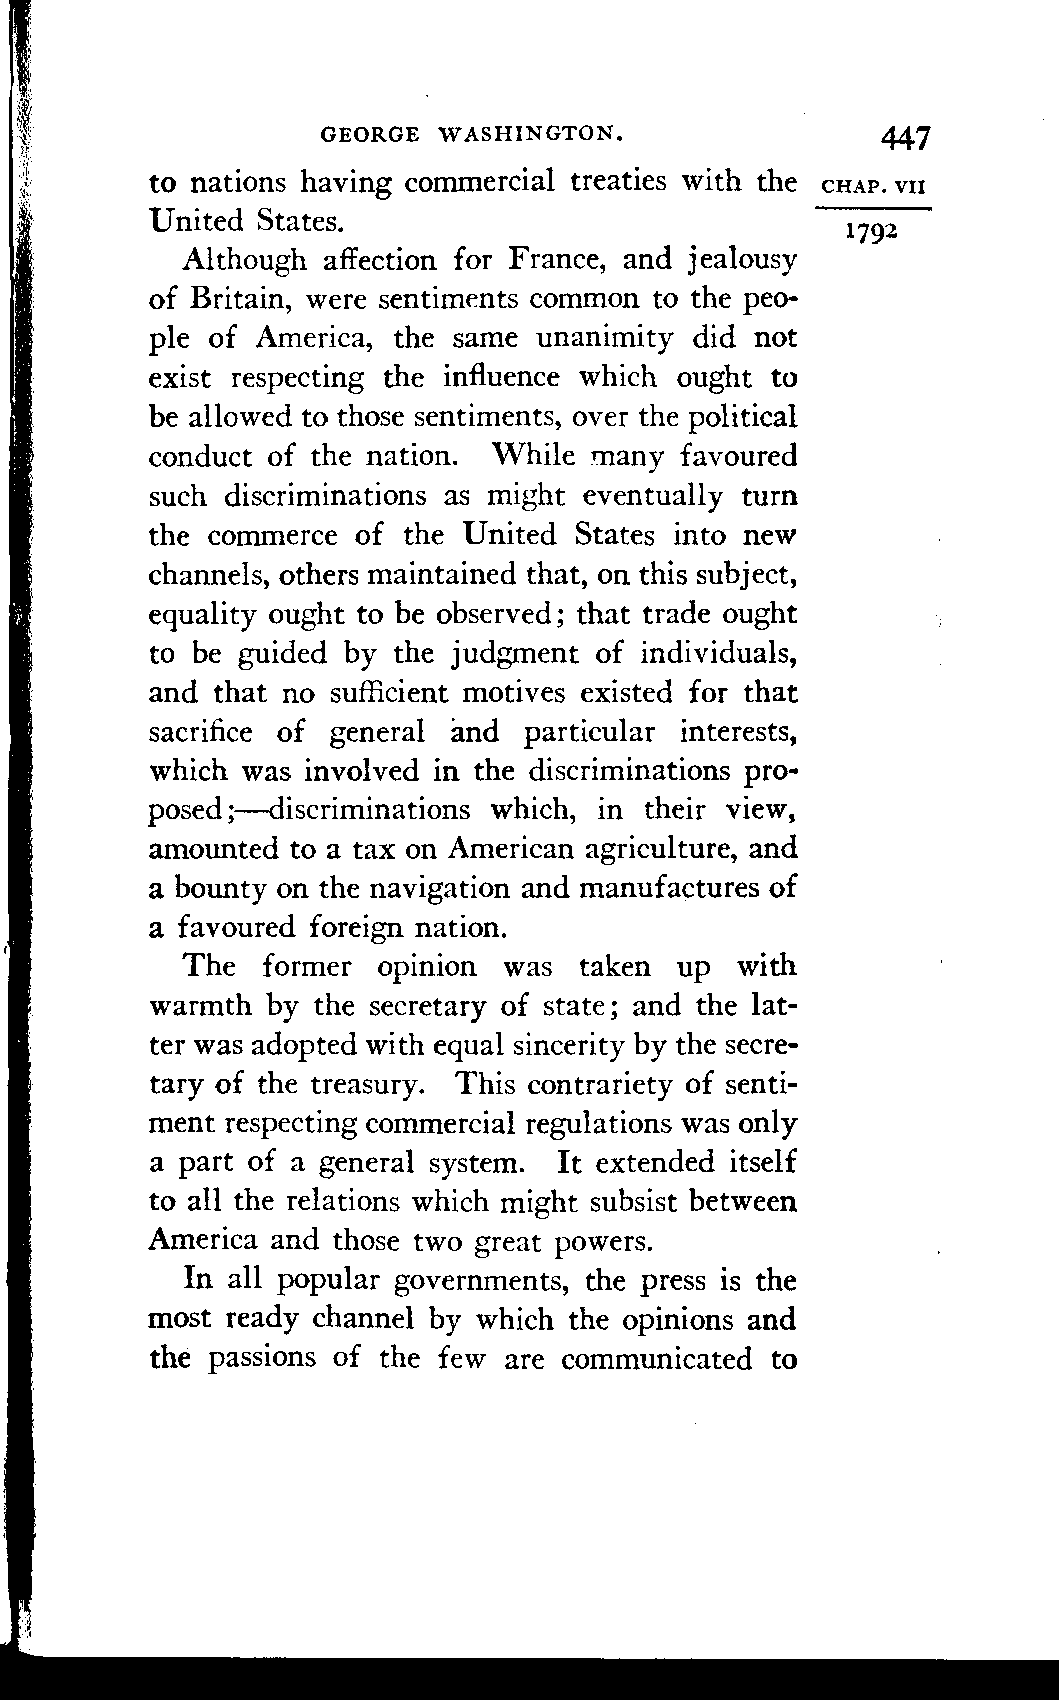 GEORGE WASHINGTON. 447
to nations having commercial treaties with the
CHAP. VII
United States.
1792
Although affection for France, and jealousy
of Britain, were sentiments common to the peo-
ple of America, the same unanimity did not
exist respecting the influence which ought to
be allowed to those sentiments, over the political
conduct of the nation. While many favoured
such discriminations as might eventually turn
the commerce of the United States into new
channels, others maintained that, on this subject,
equality ought to be observed; that trade ought
to be guided by the judgment of individuals,
and that no sufficient motives existed for that
sacrifice of general and particular interests,
which was involved in the discriminations pro-
posed;—discriminations which, in their view,
amounted to a tax on American agriculture, and
a bounty on the navigation and manufactures of
a favoured foreign nation.
The former opinion was taken up with
warmth by the secretary of state; and the lat-
ter was adopted with equal sincerity by the secre-
tary of the treasury. This contrariety of senti-
ment respecting commercial regulations was only
a part of a general system. It extended itself
to all the relations which might subsist between
America and those two great powers.
In all popular governments, the press is the
most ready channel by which the opinions and
the passions of the few are communicated to